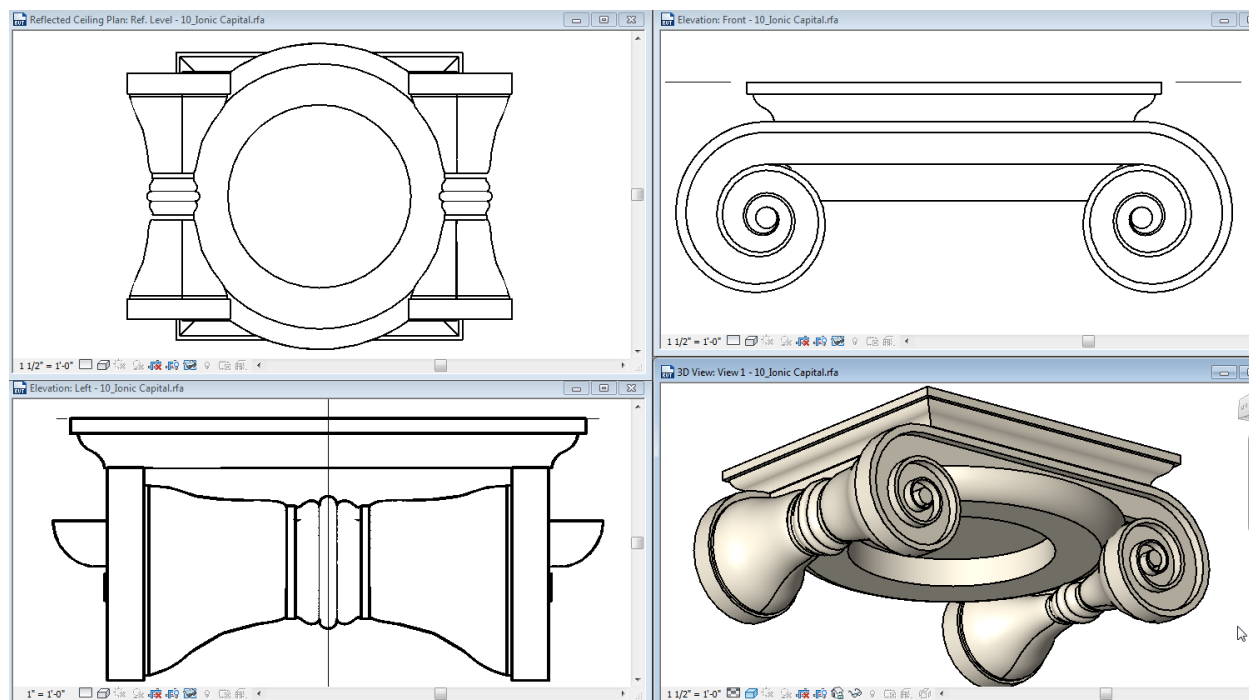 Reflected Ceiling Plan: Ref. Level - 10_Ionic Capital.rfa
1 1/2" = 1'-0"
Elevation: Front - 10_Ionic Capital.rfa
1 1/2" = 1'-0"
Elevation: Left - 10_Ionic Capital.rfa
1" = 1'-0"
3D View: View 1 - 10_Ionic Capital.rfa
1 1/2" = 1'-0"